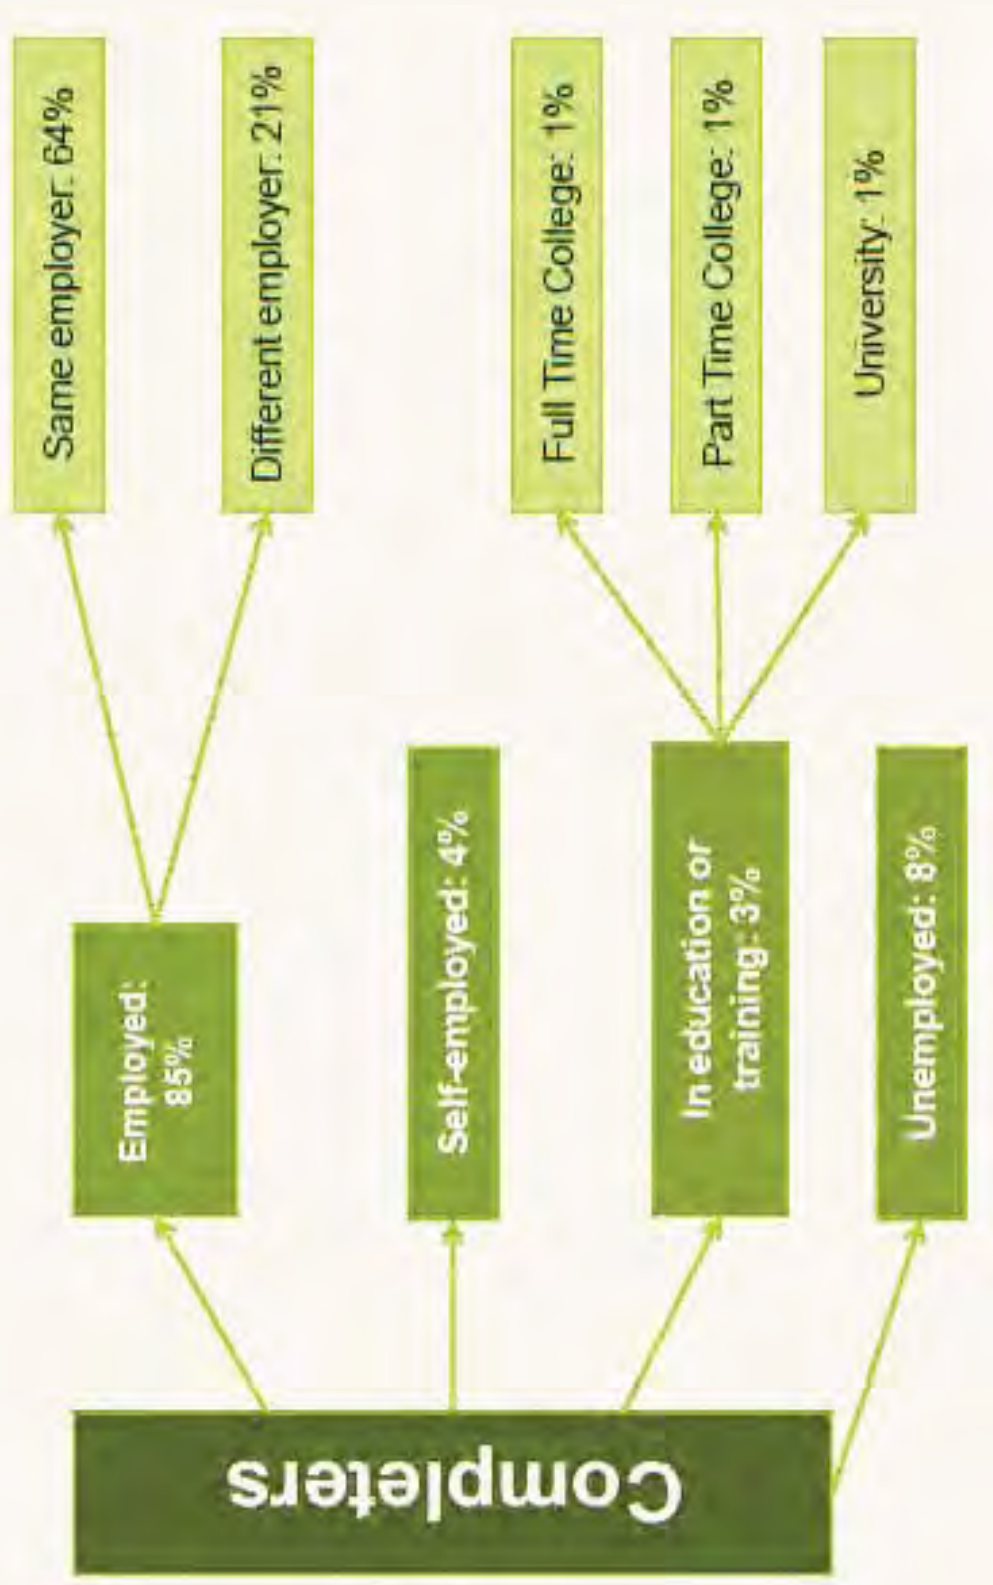 Completers
Employed:
85%
Self-employed: 4%
In education or
training: 3%
Unemployed: 8%
Same employer: 64%
Different employer: 21%
Full Time College: 1%
Part Time College: 1%
University: 1%